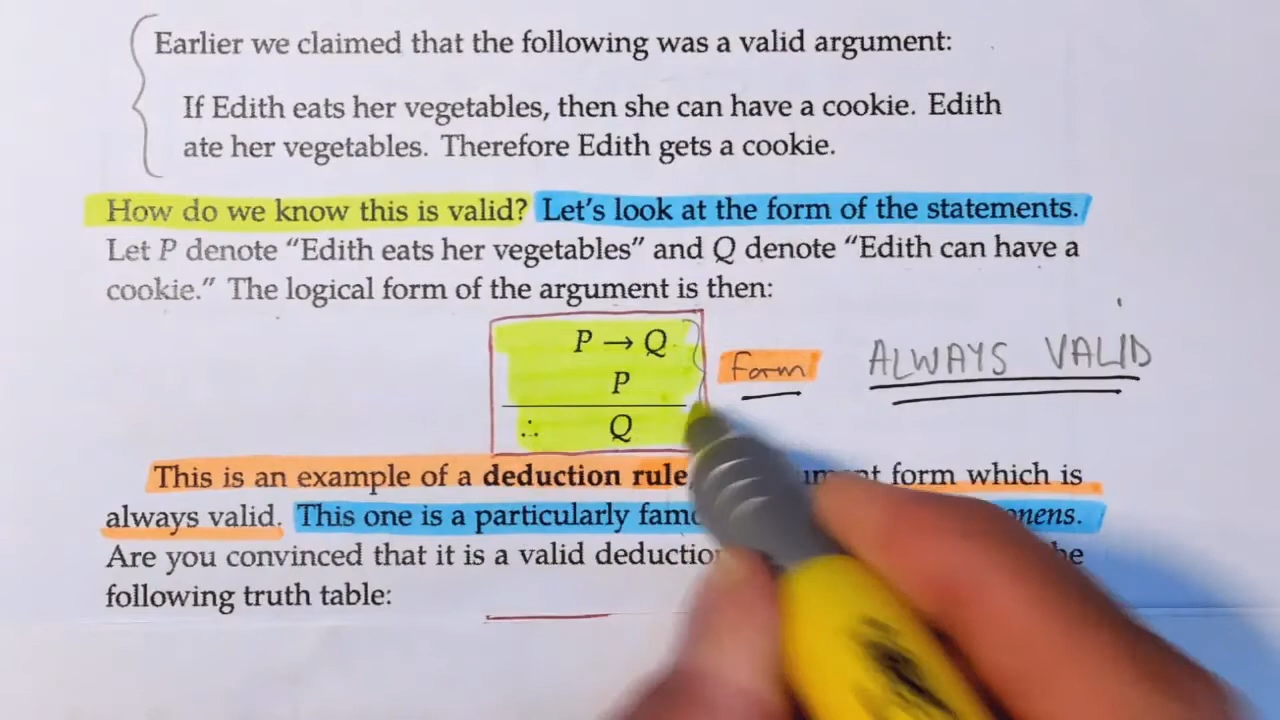 Earlier we claimed that the following was a valid argument:
If Edith eats her vegetables, then she can have a cookie. Edith
ate her vegetables. Therefore Edith gets a cookie.
How do we know this is valid? Let's look at the form of the statements.
Let P denote “Edith eats her vegetables” and Q denote “Edith can have a
cookie.” The logical form of the argument is then:
P → Q
P
∴ Q
Form
ALWAYS VALID
This is an example of a deduction rule, form which is
always valid. This one is a particularly
Are you convinced that it is a valid
following truth table: